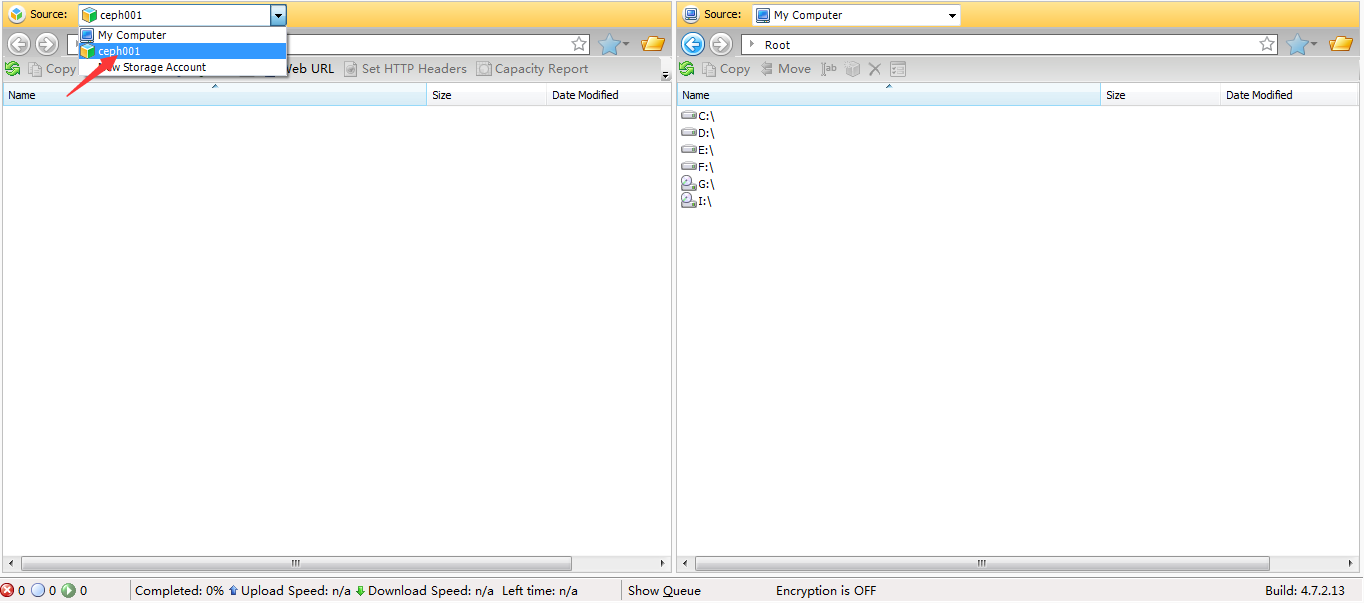 Source: ceph001
My Computer
ceph001
Storage Account
Copy Web URL Set HTTP Headers Capacity Report
Name Size Date Modified
Source: My Computer
Root
Copy Move ab
Name Size Date Modified
C:\
D:\
E:\
F:\
G:\
I:\
0 0 0 Completed: 0% Upload Speed: n/a Download Speed: n/a Left time: n/a Show Queue Encryption is OFF Build: 4.7.2.13